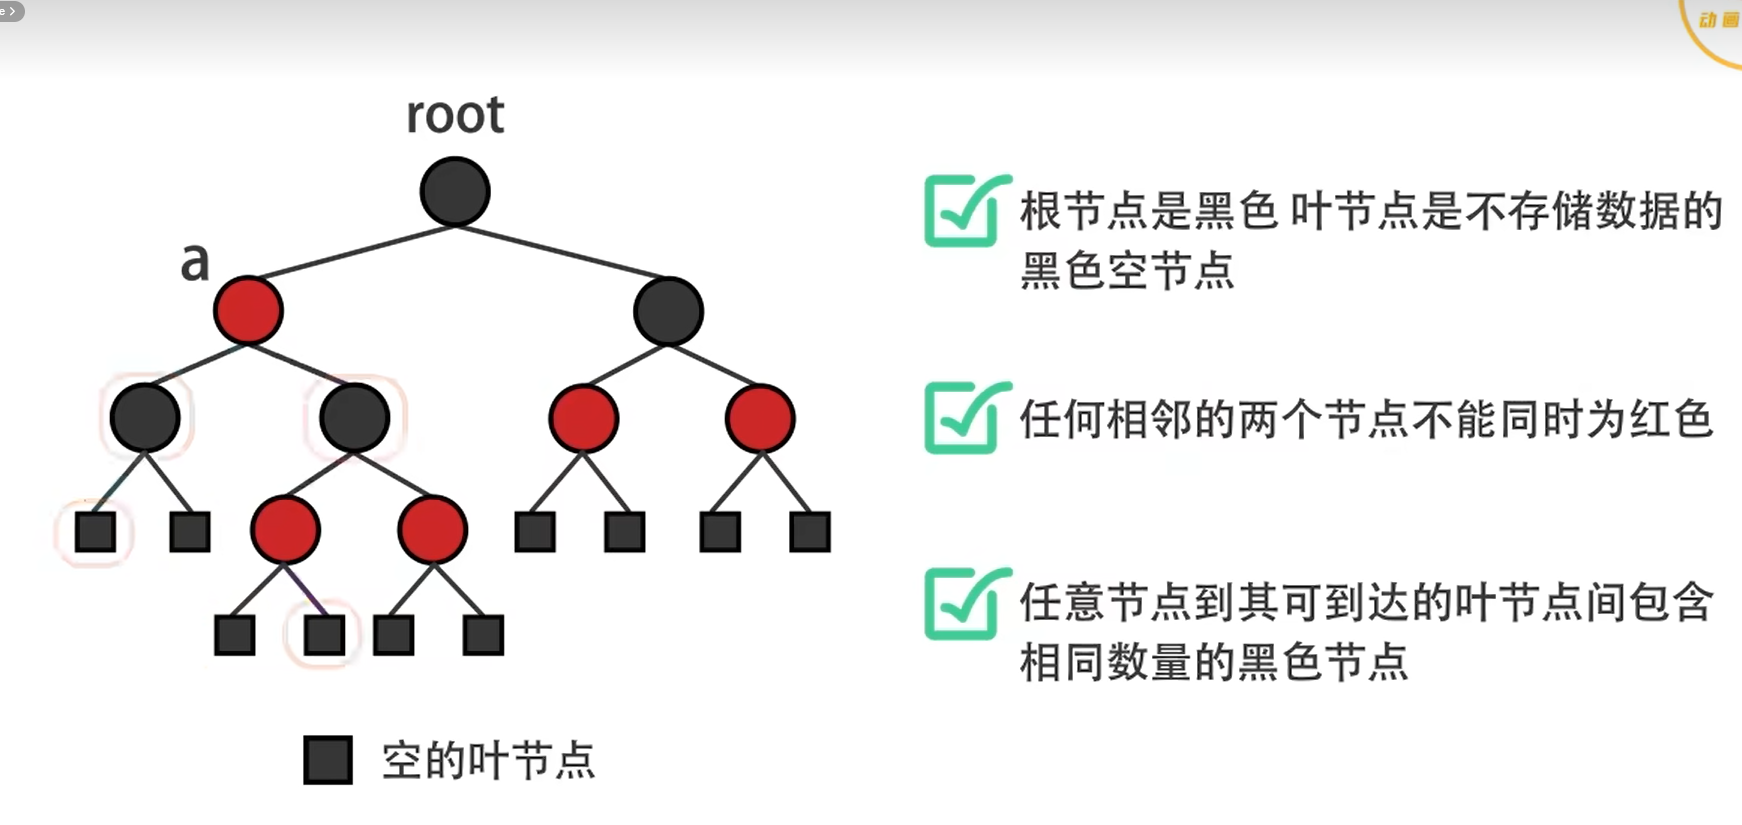 e >
动画
root
a
根节点是黑色 叶节点是不存储数据的
黑色空节点
任何相邻的两个节点不能同时为红色
任意节点到其可到达的叶节点间包含
相同数量的黑色节点
空的叶节点